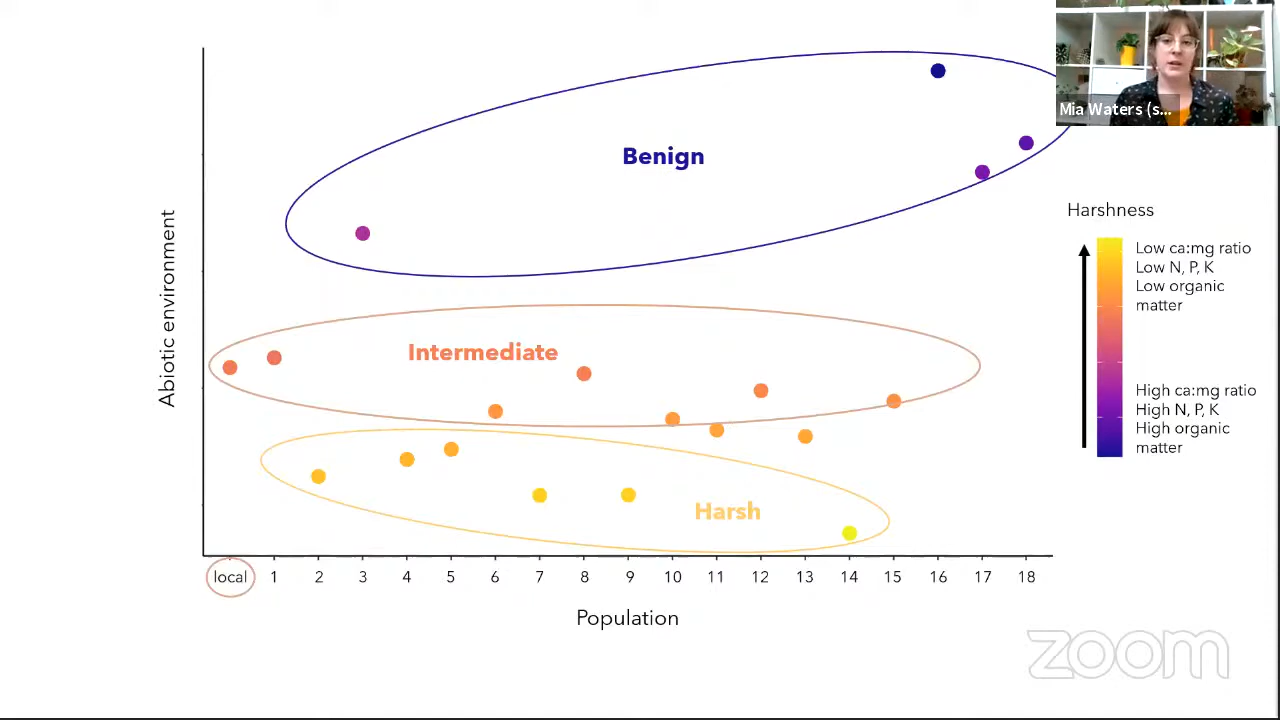 Mia Waters (s...
Benign
Abiotic environment
Harshness
Low ca:mg ratio
Low N, P, K
Low organic
matter
Intermediate
High ca:mg ratio
High N, P, K
High organic
matter
Harsh
local 1 2 3 4 5 6 7 8 9 10 11 12 13 14 15 16 17 18
Population
zoom